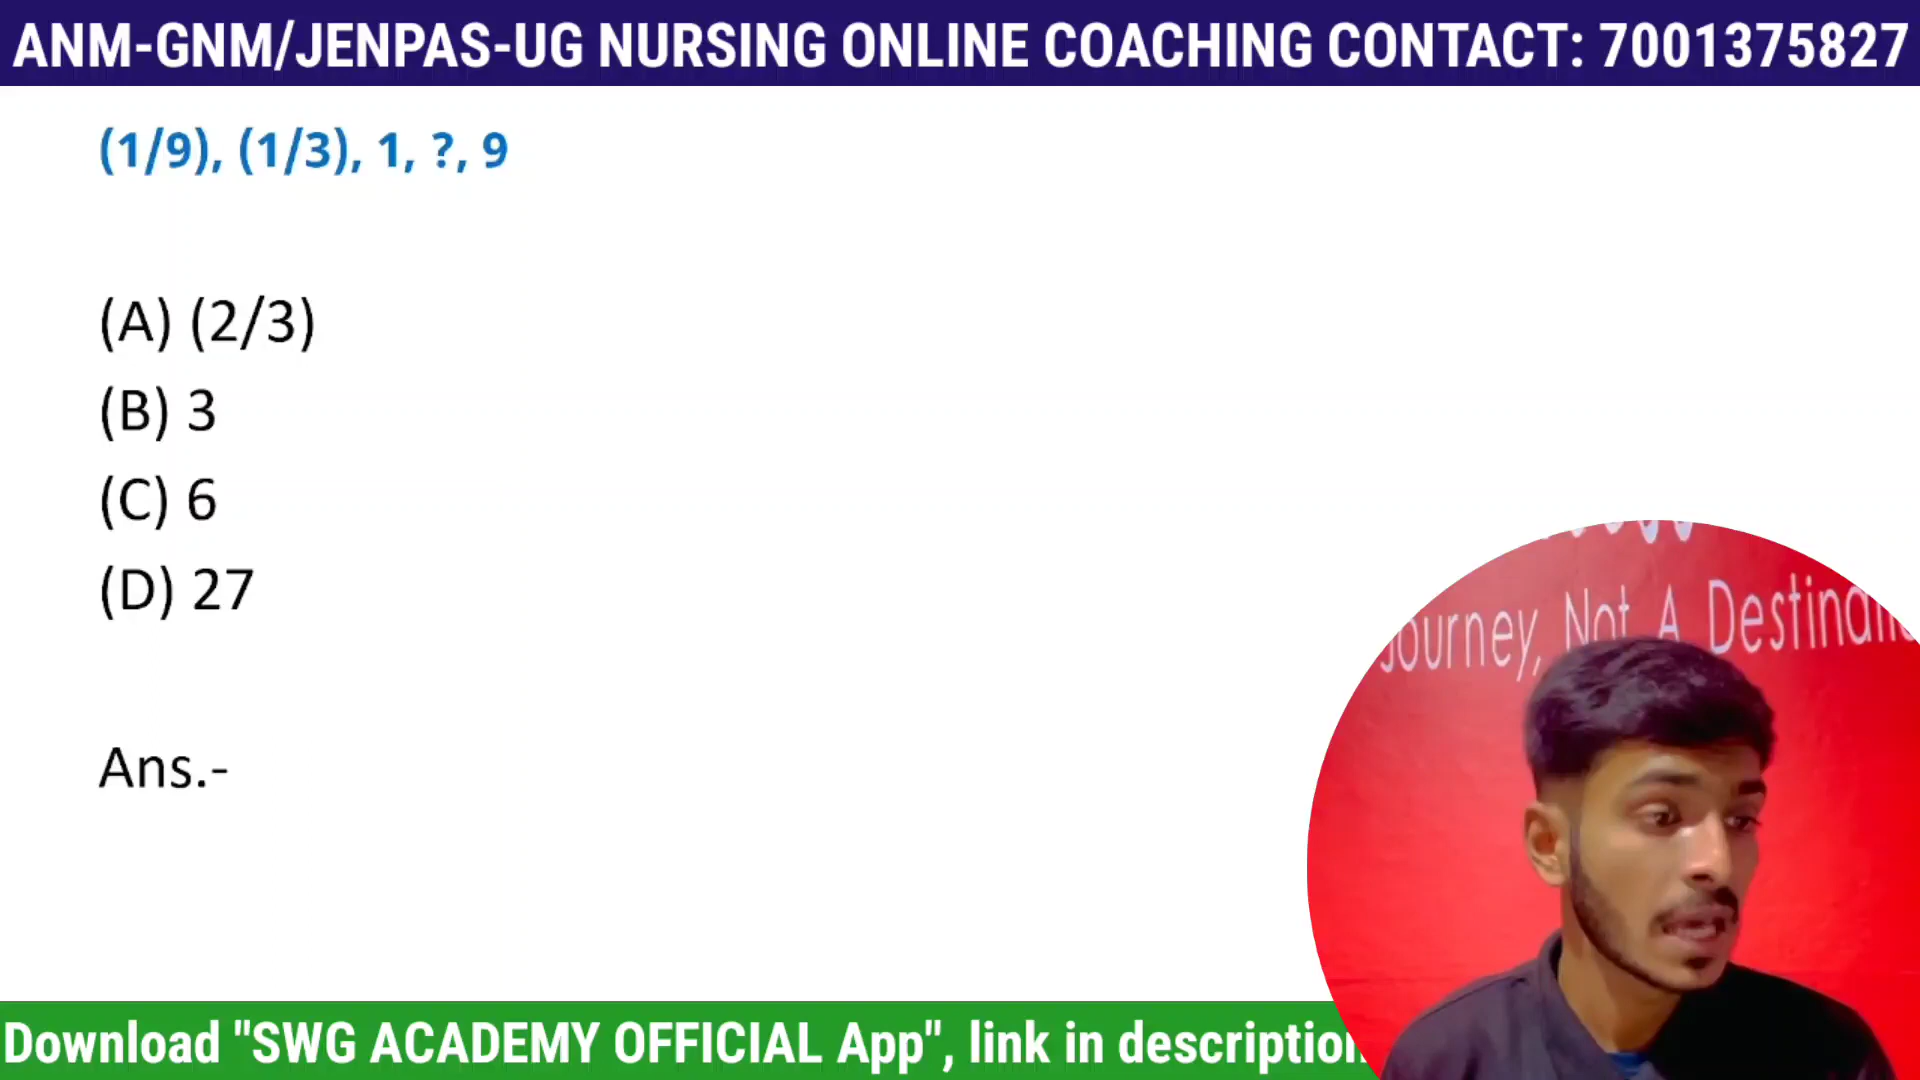 ANM-GNM/JENPAS-UG NURSING ONLINE COACHING CONTACT: 7001375827
(1/9), (1/3), 1, ?, 9
(A) (2/3)
(B) 3
(C) 6
(D) 27
Journey, Not A
Ans.-
Download "SWG ACADEMY OFFICIAL App", link in description